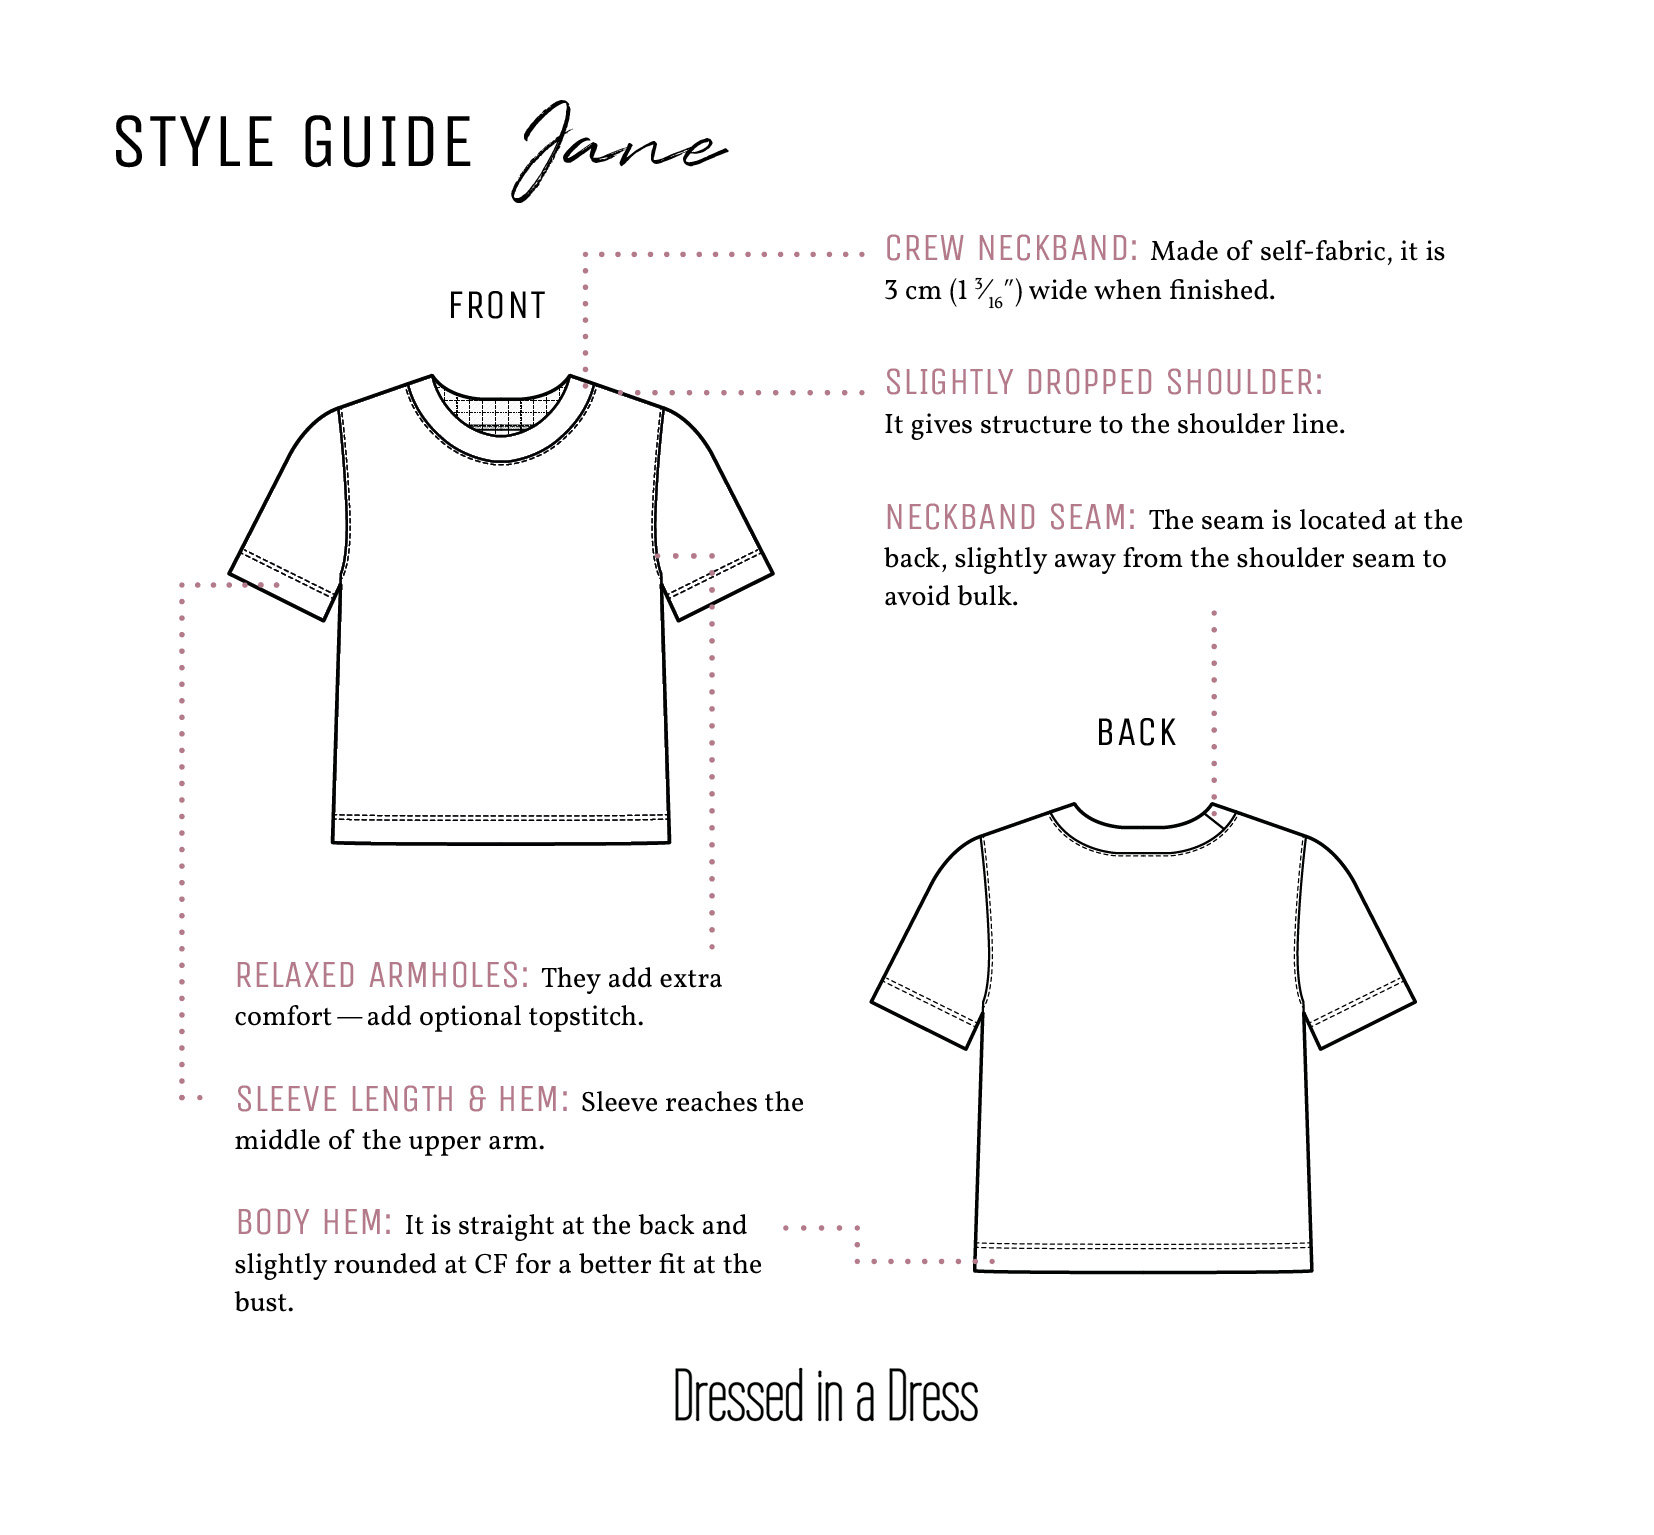 STYLE GUIDE Jane
CREW NECKBAND: Made of self-fabric, it is
3 cm (1 3⁄16″) wide when finished.
FRONT
SLIGHTLY DROPPED SHOULDER:
It gives structure to the shoulder line.
NECKBAND SEAM: The seam is located at the
back, slightly away from the shoulder seam to
avoid bulk.
BACK
RELAXED ARMHOLES: They add extra
comfort — add optional topstitch.
SLEEVE LENGTH & HEM: Sleeve reaches the
middle of the upper arm.
BODY HEM: It is straight at the back and
slightly rounded at CF for a better fit at the
bust.
Dressed in a Dress